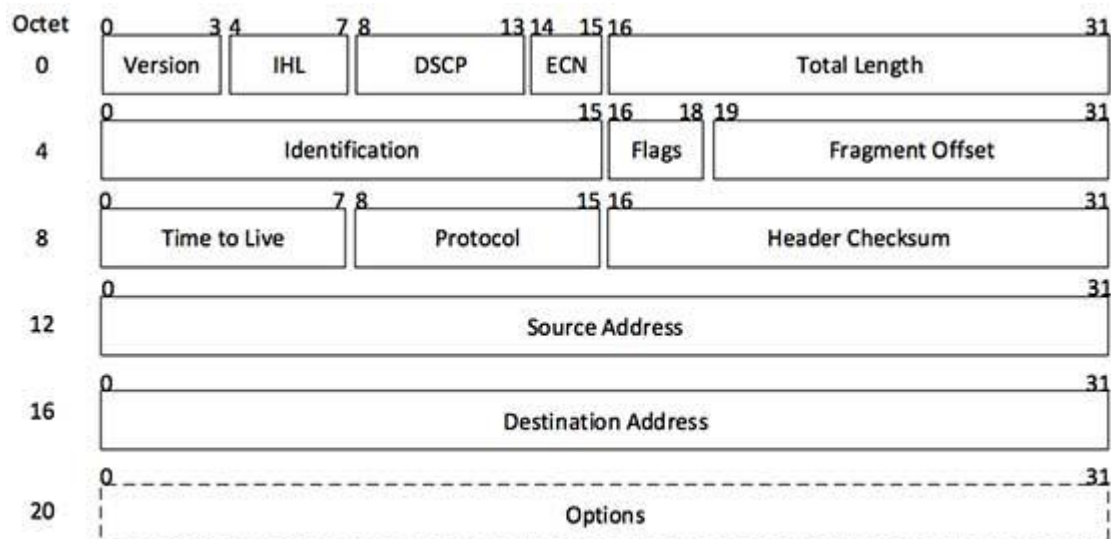 Octet 0 3 4 7 8 13 14 15 16 31
0 Version IHL DSCP ECN Total Length
0 15 16 18 19 31
4 Identification Flags Fragment Offset
0 7 8 15 16 31
8 Time to Live Protocol Header Checksum
0 31
12 Source Address
0 31
16 Destination Address
0 31
20 Options